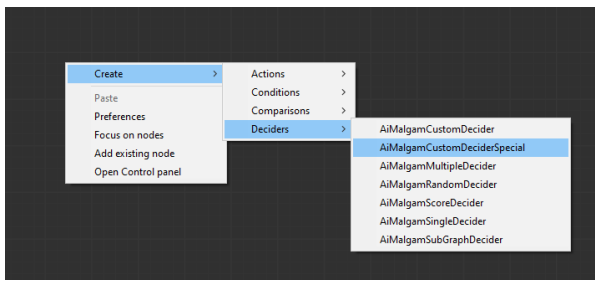 Create
Paste
Preferences
Focus on nodes
Add existing node
Open Control panel
Actions
Conditions
Comparisons
Deciders
AiMalgamCustomDecider
AiMalgamCustomDeciderSpecial
AiMalgamMultipleDecider
AiMalgamRandomDecider
AiMalgamScoreDecider
AiMalgamSingleDecider
AiMalgamSubGraphDecider